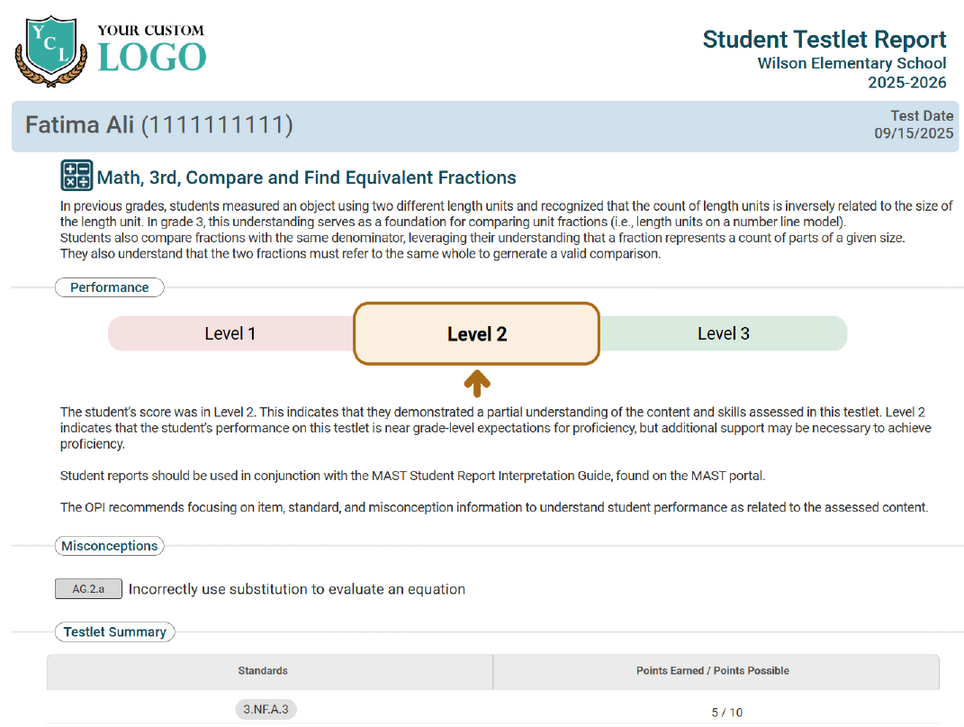 Y
C
L
YOUR CUSTOM
LOGO
Student Testlet Report
Wilson Elementary School
2025-2026
Fatima Ali (1111111111)
Test Date
09/15/2025
Math, 3rd, Compare and Find Equivalent Fractions
In previous grades, students measured an object using two different length units and recognized that the count of length units is inversely related to the size of
the length unit. In grade 3, this understanding serves as a foundation for comparing unit fractions (i.e., length units on a number line model).
Students also compare fractions with the same denominator, leveraging their understanding that a fraction represents a count of parts of a given size.
They also understand that the two fractions must refer to the same whole to gernerate a valid comparison.
Performance
Level 1
Level 2
Level 3
The student's score was in Level 2. This indicates that they demonstrated a partial understanding of the content and skills assessed in this testlet. Level 2
indicates that the student's performance on this testlet is near grade-level expectations for proficiency, but additional support may be necessary to achieve
proficiency.
Student reports should be used in conjunction with the MAST Student Report Interpretation Guide, found on the MAST portal.
The OPI recommends focusing on item, standard, and misconception information to understand student performance as related to the assessed content.
Misconceptions
AG.2.a Incorrectly use substitution to evaluate an equation
Testlet Summary
Standards Points Earned / Points Possible
3.NF.A.3 5 / 10